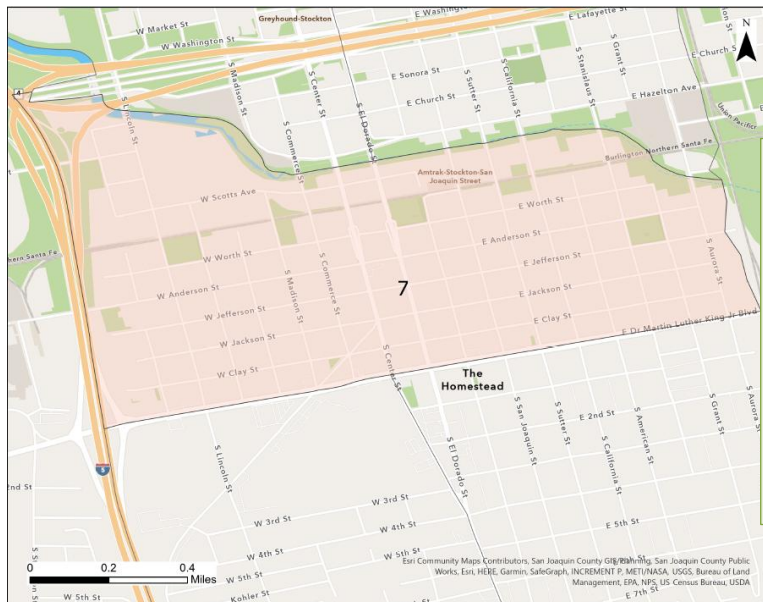 Greyhound-Stockton
W Market St
W Washington St
E Washington
E Lafayette St
N
S Madison St
S Center St
E Sonora St
S Sutter St
S California St
S Stanislaus St
S Grant St
E Church S
4
S Lincoln St
E Church St
E Hazelton Ave
S El Dorado St
Union Pacific
S Commerce St
Burlington Northern Santa Fe
Amtrak-Stockton-San
Joaquin Street
W Scotts Ave
E Worth St
ern Santa Fe
W Worth St
E Anderson St
S Aurora St
S Madison St
S Commerce St
E Jefferson St
W Anderson St
7
E Jackson St
W Jefferson St
E Clay St
E Dr Martin Luther King Jr Blvd
W Jackson St
W Clay St
S Center St
The
Homestead
S San Joaquin St
S Sutter St
E 2nd St
S American St
S Grant St
S Aurora St
S Lincoln St
S El Dorado St
S California St
5
2nd St
W 3rd St
W 4th St
E 5th St
W 4th St
W 5th St
W 5th St
W 5th St
Kohler St
E 7th St
0 0.2 0.4
Miles
Esri Community Maps Contributors, San Joaquin County GIS/Planning, San Joaquin County Public
Works, Esri, HERE, Garmin, SafeGraph, INCREMENT P, METI/NASA, USGS, Bureau of Land
Management, EPA, NPS, US Census Bureau, USDA